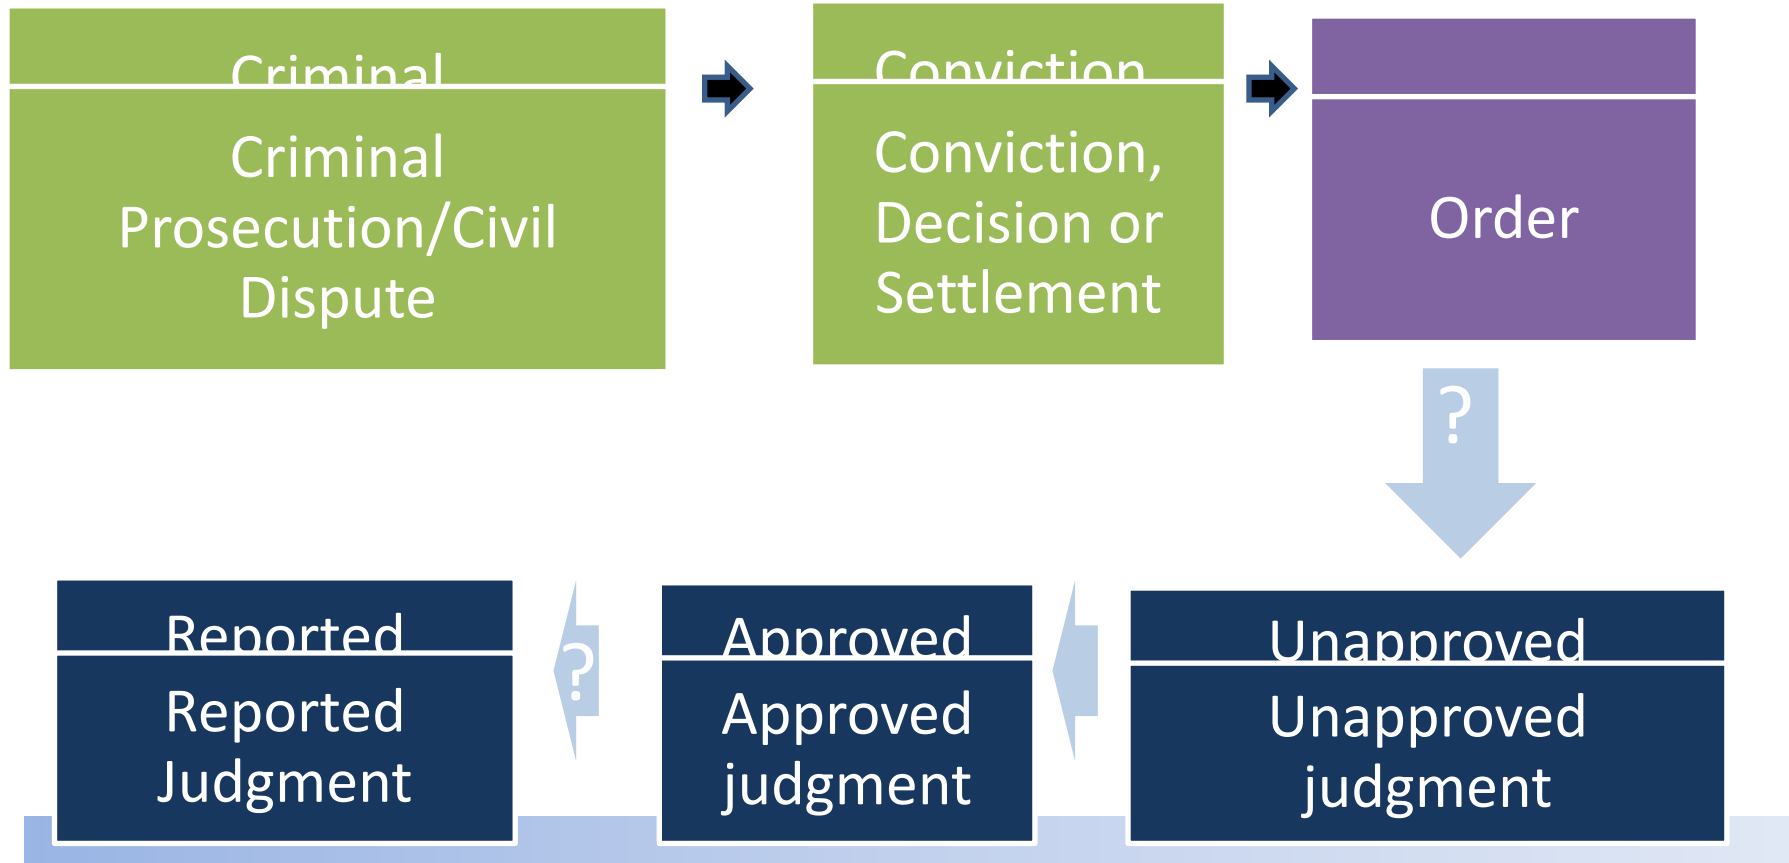 Criminal
Criminal
Prosecution/Civil
Dispute
Conviction
Conviction,
Decision or
Settlement
Order
?
Reported
Reported
Judgment
?
Approved
Approved
judgment
Unapproved
Unapproved
judgment